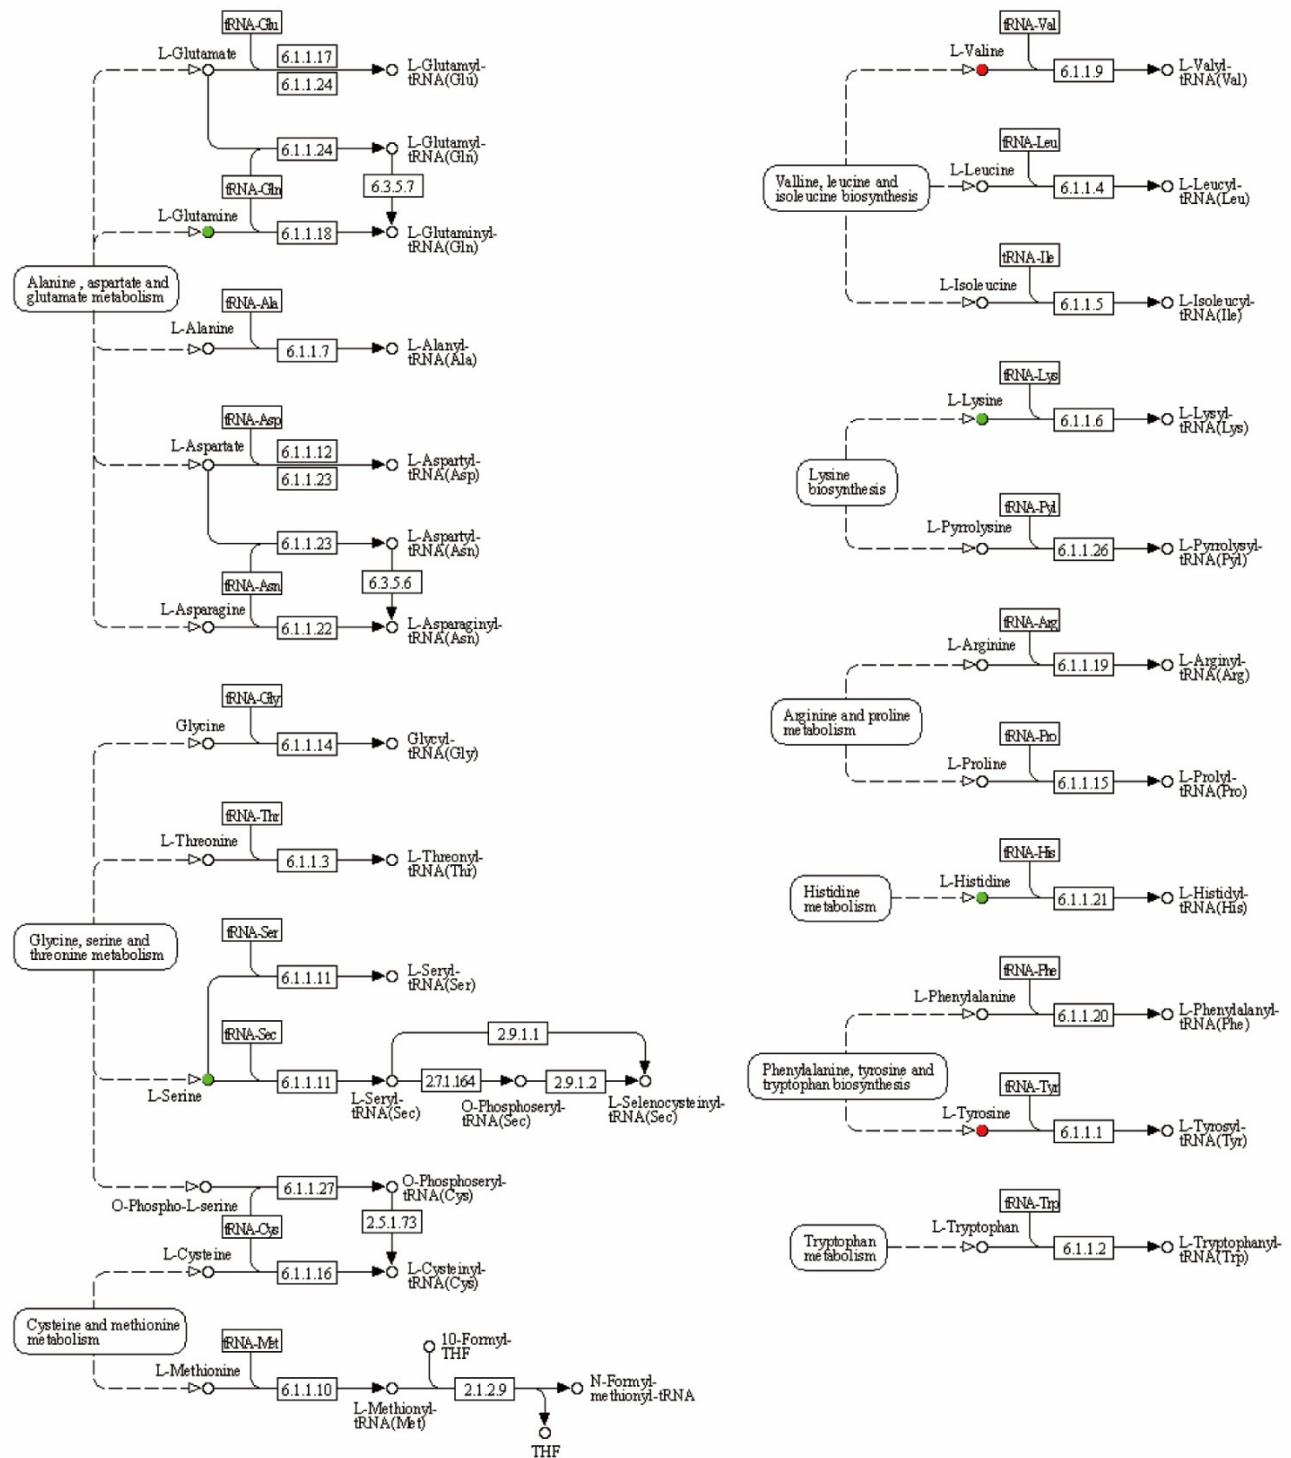 tRNA-Glu
L-Glutamate
6.1.1.17
6.1.1.24
L-Glutamyl-
tRNA(Glu)
6.1.1.24
L-Glutamyl-
tRNA(Gln)
tRNA-Gln
6.3.5.7
L-Glutamine
6.1.1.18
L-Glutaminyl-
tRNA(Gln)
Alanine , aspartate and
glutamate metabolism
tRNA-Ala
L-Alanine
6.1.1.7
L-Alanyl-
tRNA(Ala)
tRNA-Asp
L-Aspartate
6.1.1.12
6.1.1.23
L-Aspartyl-
tRNA(Asp)
6.1.1.23
L-Aspartyl-
tRNA(Asn)
tRNA-Asn
6.3.5.6
L-Asparagine
6.1.1.22
L-Asparaginyl-
tRNA(Asn)
tRNA-Gly
Glycine
6.1.1.14
Glycyl-
tRNA(Gly)
tRNA-Thr
L-Threonine
6.1.1.3
L-Threonyl-
tRNA(Thr)
Glycine, serine and
threonine metabolism
tRNA-Ser
6.1.1.11
L-Seryl-
tRNA(Ser)
tRNA-Sec
L-Serine
6.1.1.11
L-Seryl-
tRNA(Sec)
2.9.1.1
2.7.1.164
O-Phosphoseryl-
tRNA(Sec)
2.9.1.2
L-Selenocysteinyl-
tRNA(Sec)
O-Phospho-L-serine
6.1.1.27
O-Phosphoseryl-
tRNA(Cys)
tRNA-Cys
2.5.1.73
L-Cysteine
6.1.1.16
L-Cysteinyl-
tRNA(Cys)
Cysteine and methionine
metabolism
tRNA-Met
L-Methionine
6.1.1.10
L-Methionyl-
tRNA(Met)
10-Formyl-
THF
2.1.2.9
N-Formyl-
methionyl-tRNA
THF
tRNA-Val
L-Valine
6.1.1.9
L-Valyl-
tRNA(Val)
Valline, leucine and
isoleucine biosynthesis
tRNA-Leu
L-Leucine
6.1.1.4
L-Leucyl-
tRNA(Leu)
tRNA-Ile
L-Isoleucine
6.1.1.5
L-Isoleucyl-
tRNA(Ile)
tRNA-Lys
L-Lysine
6.1.1.6
L-Lysyl-
tRNA(Lys)
Lysine
biosynthesis
tRNA-Pyl
L-Pyrrolysine
6.1.1.26
L-Pyrrolysyl-
tRNA(Pyl)
tRNA-Arg
L-Arginine
6.1.1.19
L-Arginyl-
tRNA(Arg)
Arginine and proline
metabolism
tRNA-Pro
L-Proline
6.1.1.15
L-Prolyl-
tRNA(Pro)
tRNA-His
Histidine
metabolism
L-Histidine
6.1.1.21
L-Histidyl-
tRNA(His)
tRNA-Phe
L-Phenylalanine
6.1.1.20
L-Phenylalanyl-
tRNA(Phe)
Phenylalanine, tyrosine and
tryptophan biosynthesis
tRNA-Tyr
L-Tyrosine
6.1.1.1
L-Tyrosyl-
tRNA(Tyr)
tRNA-Trp
Tryptophan
metabolism
L-Tryptophan
6.1.1.2
L-Tryptophanyl-
tRNA(Trp)